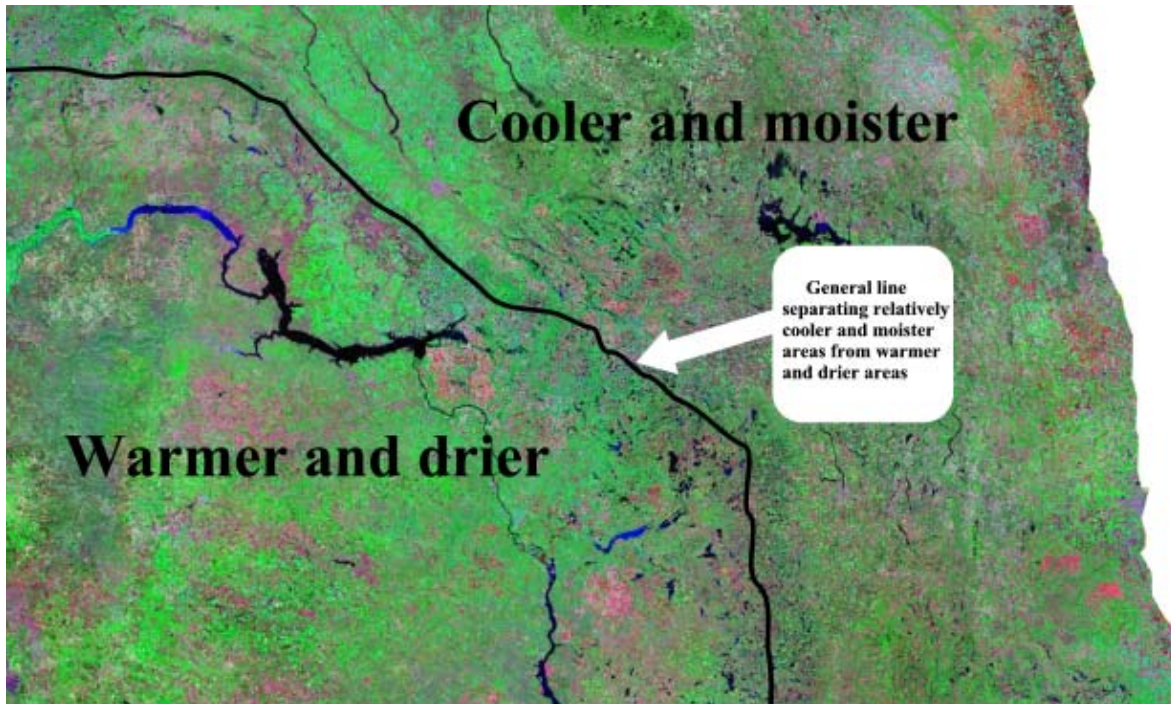 Cooler and moister
General line
separating relatively
cooler and moister
areas from warmer
and drier areas
Warmer and drier